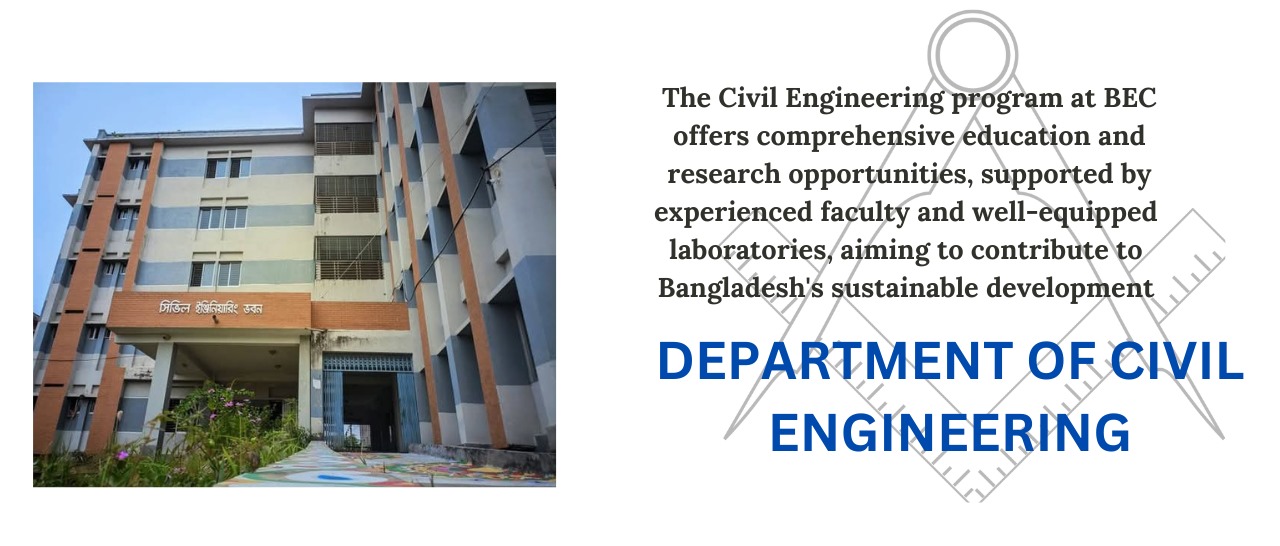 সিভিল ইঞ্জিনিয়ারিং ভবন
The Civil Engineering program at BEC
offers comprehensive education and
research opportunities, supported by
experienced faculty and well-equipped
laboratories, aiming to contribute to
Bangladesh's sustainable development
DEPARTMENT OF CIVIL
ENGINEERING